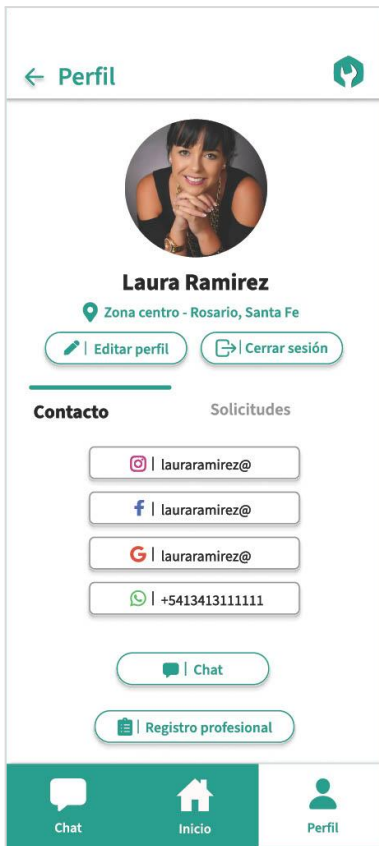 Perfil
Laura Ramirez
Zona centro - Rosario, Santa Fe
Editar perfil
Cerrar sesión
Contacto
Solicitudes
lauraramirez@
lauraramirez@
lauraramirez@
+5413413111111
Chat
Registro profesional
Chat
Inicio
Perfil